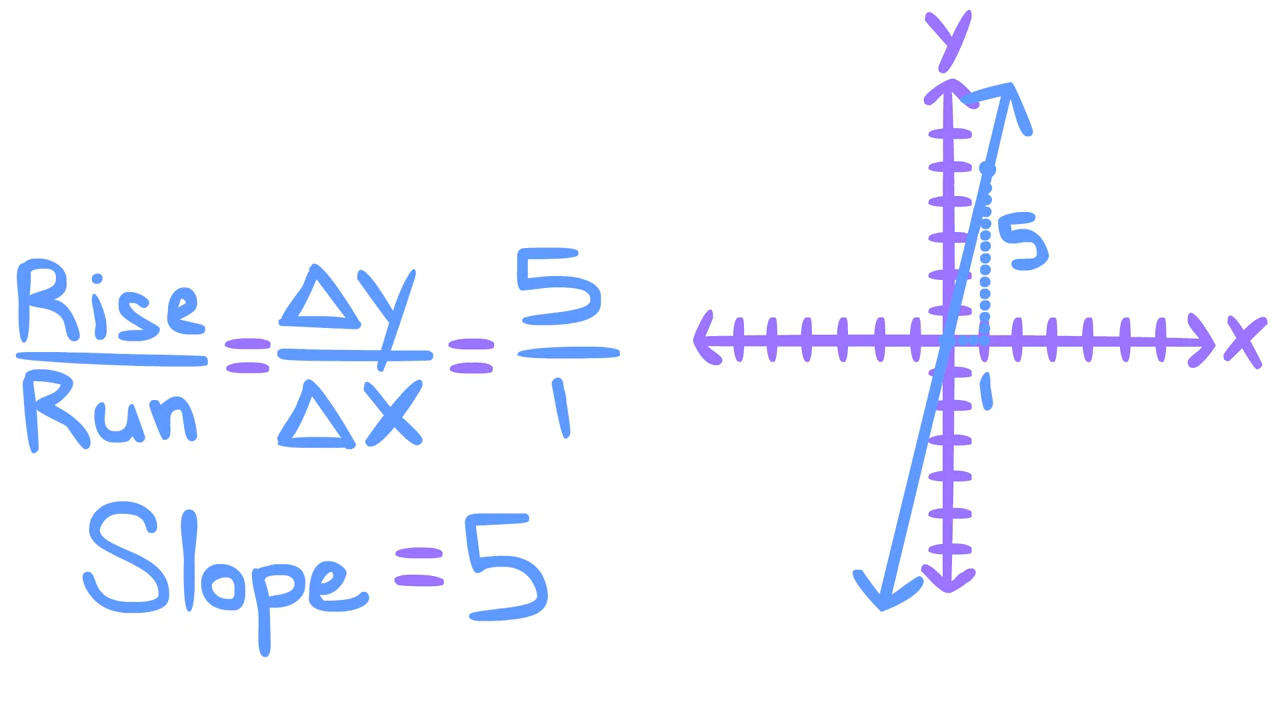 Rise = ΔY = 5
Run ΔX 1
Slope = 5
Y
5
X
1